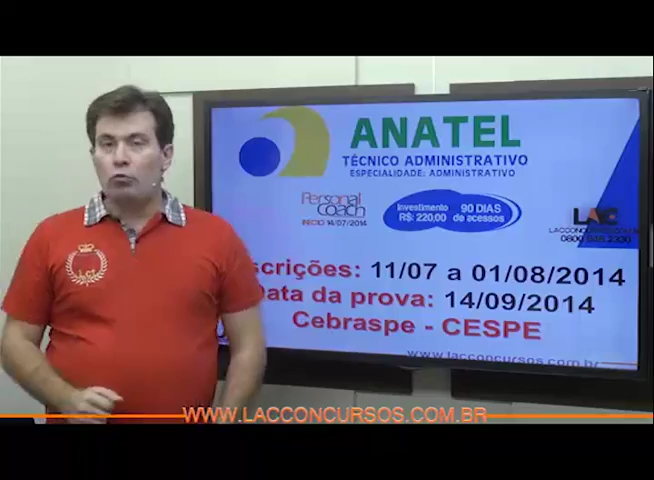 ANATEL
TÉCNICO ADMINISTRATIVO
ESPECIALIDADE: ADMINISTRATIVO
Personal
coach
INÍCIO 14/07/2014
Investimento
R$: 220,00
90 DIAS
de acessos
LAC
LACCONCURSOS
scrições: 11/07 a 01/08/2014
Data da prova: 14/09/2014
Cebraspe - CESPE
www.lacconcursos.com.br
WWW.LACCONCURSOS.COM.BR